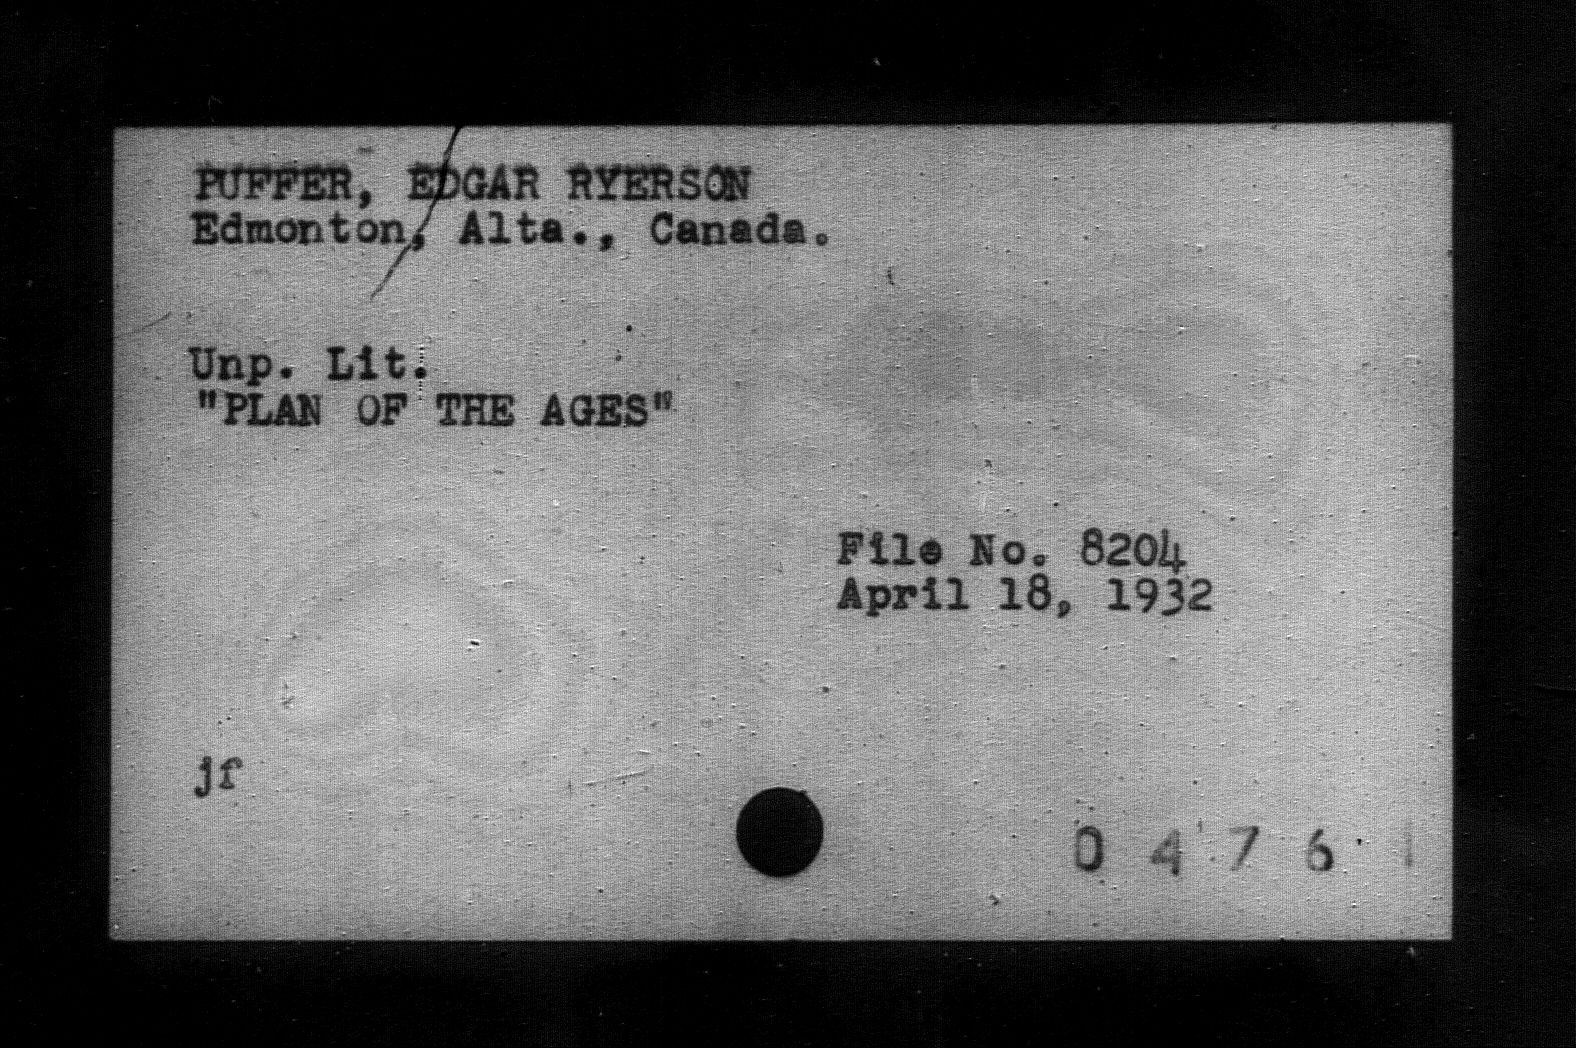 PUFFER, EDGAR RYERSON
Edmonton, Alta., Canada.
Unp. Lit.
"PLAN OF THE AGES"
File No. 8204
April 18, 1932
jf
0 4 7 6 1